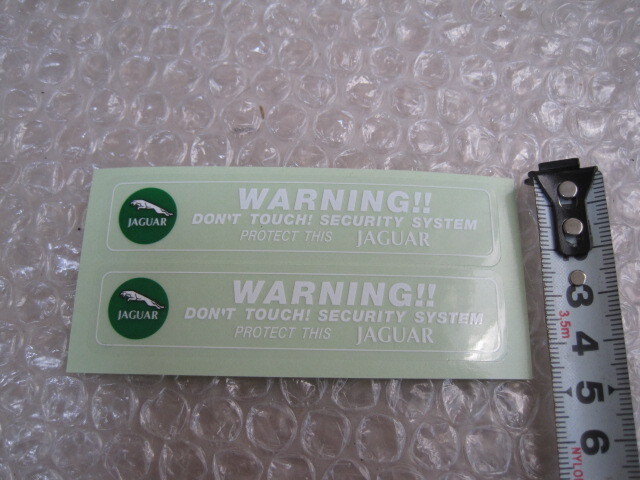 WARNING!!
DON'T TOUCH! SECURITY SYSTEM
PROTECT THIS JAGUAR
JAGUAR
WARNING!!
DON'T TOUCH! SECURITY SYSTEM
PROTECT THIS JAGUAR
JAGUAR
3
3.5m
4
5
6
NYLON